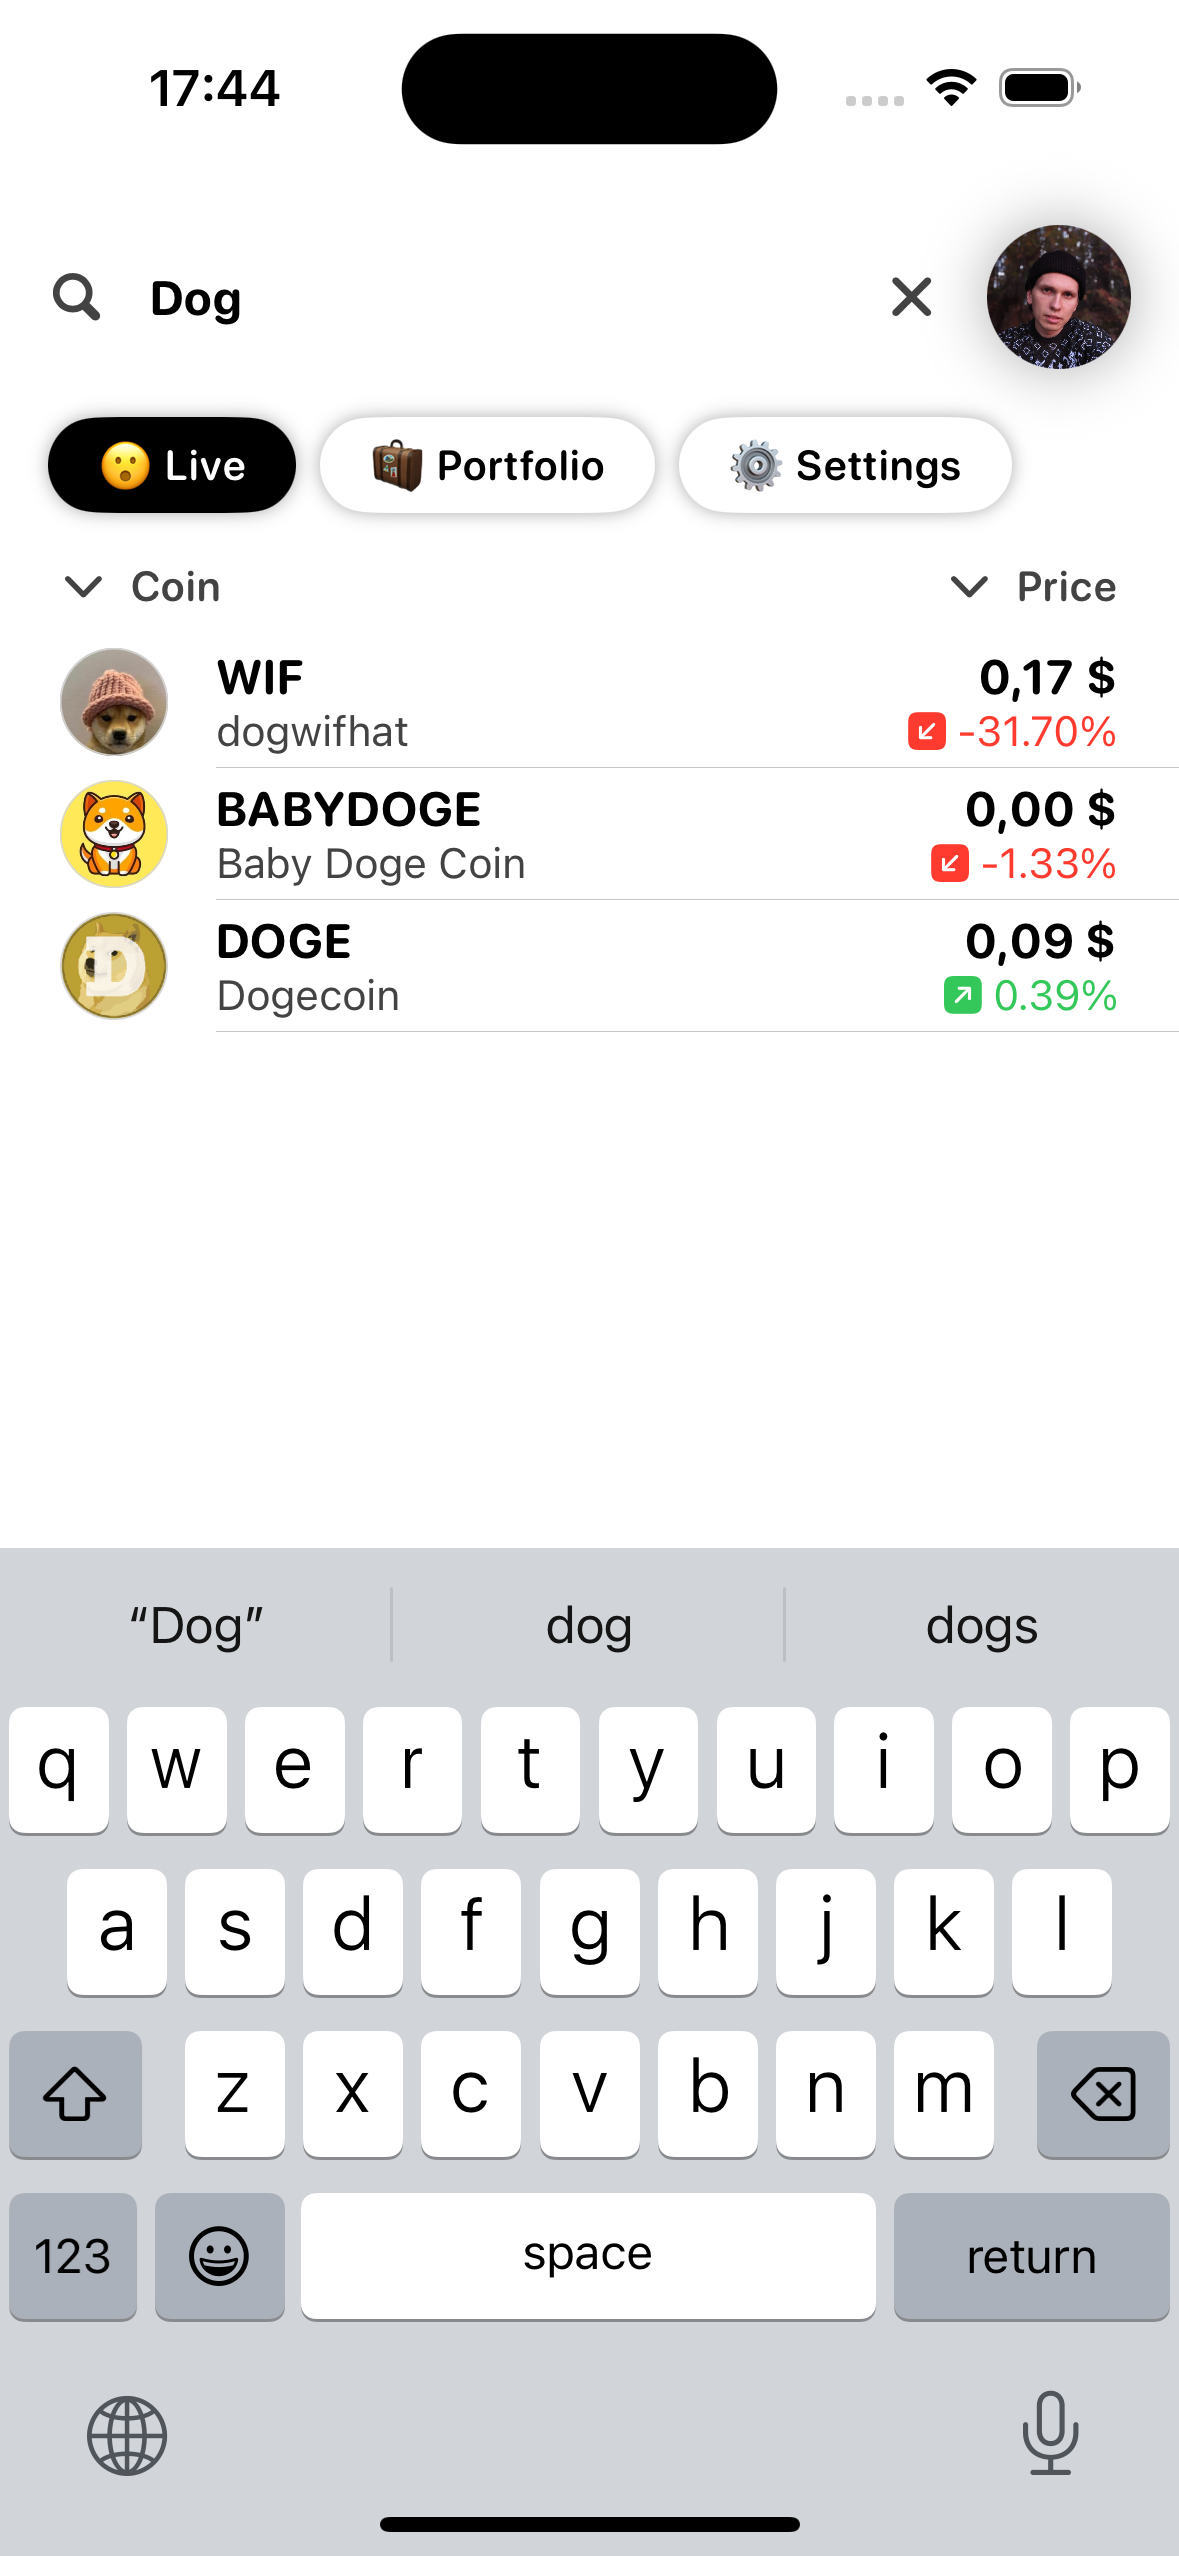 17:44
Dog
Live
Portfolio
Settings
Coin
Price
WIF
0,17 $
dogwifhat
-31.70%
BABYDOGE
0,00 $
Baby Doge Coin
-1.33%
D
DOGE
0,09 $
Dogecoin
0.39%
“Dog”
dog
dogs
q w e r t y u i o p
a s d f g h j k l
z x c v b n m
123
space
return